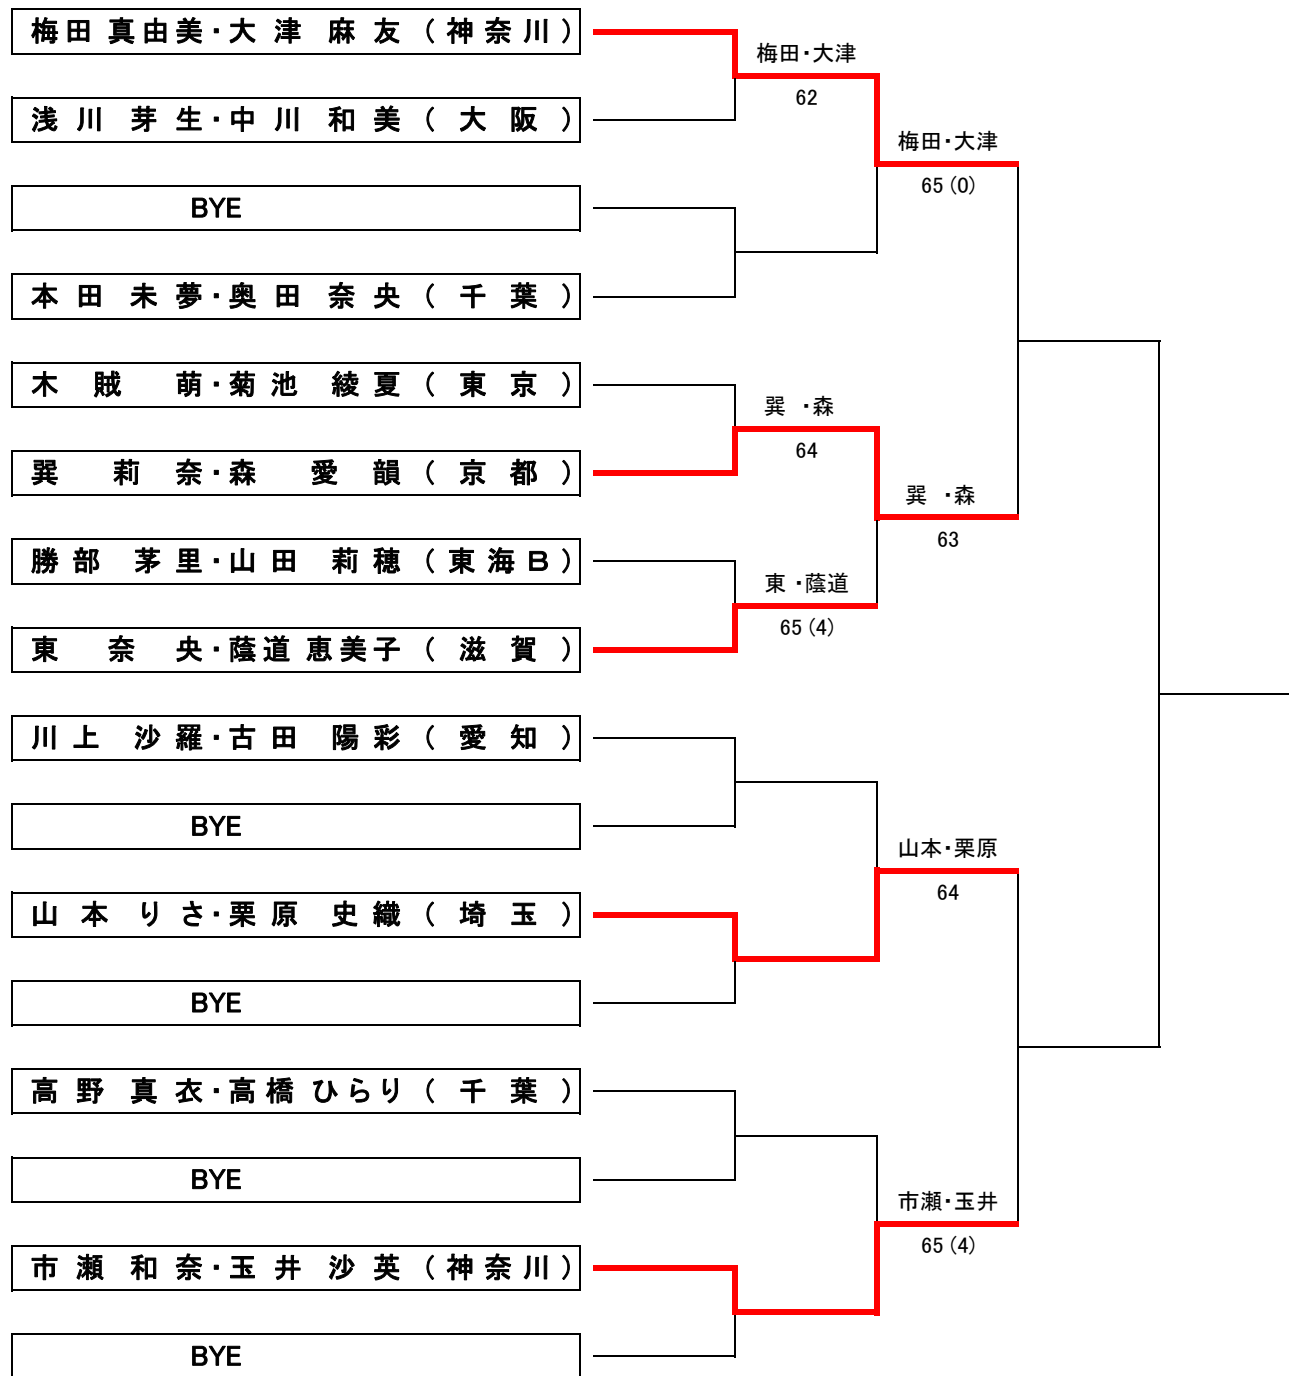 梅田 真由美・大津 麻友(神奈川)
浅川 芽生・中川 和美(大阪)
BYE
本田 未夢・奥田 奈央(千葉)
木賊 萌・菊池 綾夏(東京)
巽 莉奈・森 愛韻(京都)
勝部 茅里・山田 莉穂(東海B)
東 奈央・蔭道 恵美子(滋賀)
川上 沙羅・古田 陽彩(愛知)
BYE
山本 りさ・栗原 史織(埼玉)
BYE
高野 真衣・高橋 ひらり(千葉)
BYE
市瀬 和奈・玉井 沙英(神奈川)
BYE
梅田・大津
62
巽 ・森
64
東 ・蔭道
65(4)
梅田・大津
65(0)
巽 ・森
63
山本・栗原
64
市瀬・玉井
65(4)